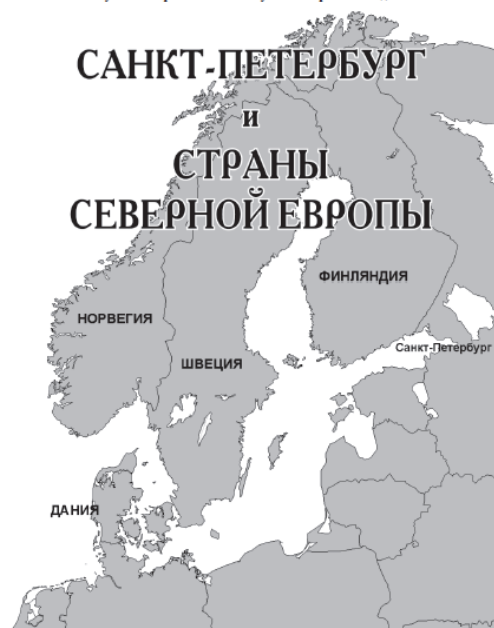 САНКТ-ПЕТЕРБУРГ
и
СТРАНЫ
СЕВЕРНОЙ ЕВРОПЫ
ФИНЛЯНДИЯ
НОРВЕГИЯ
Санкт-Петербург
ШВЕЦИЯ
ДАНИЯ